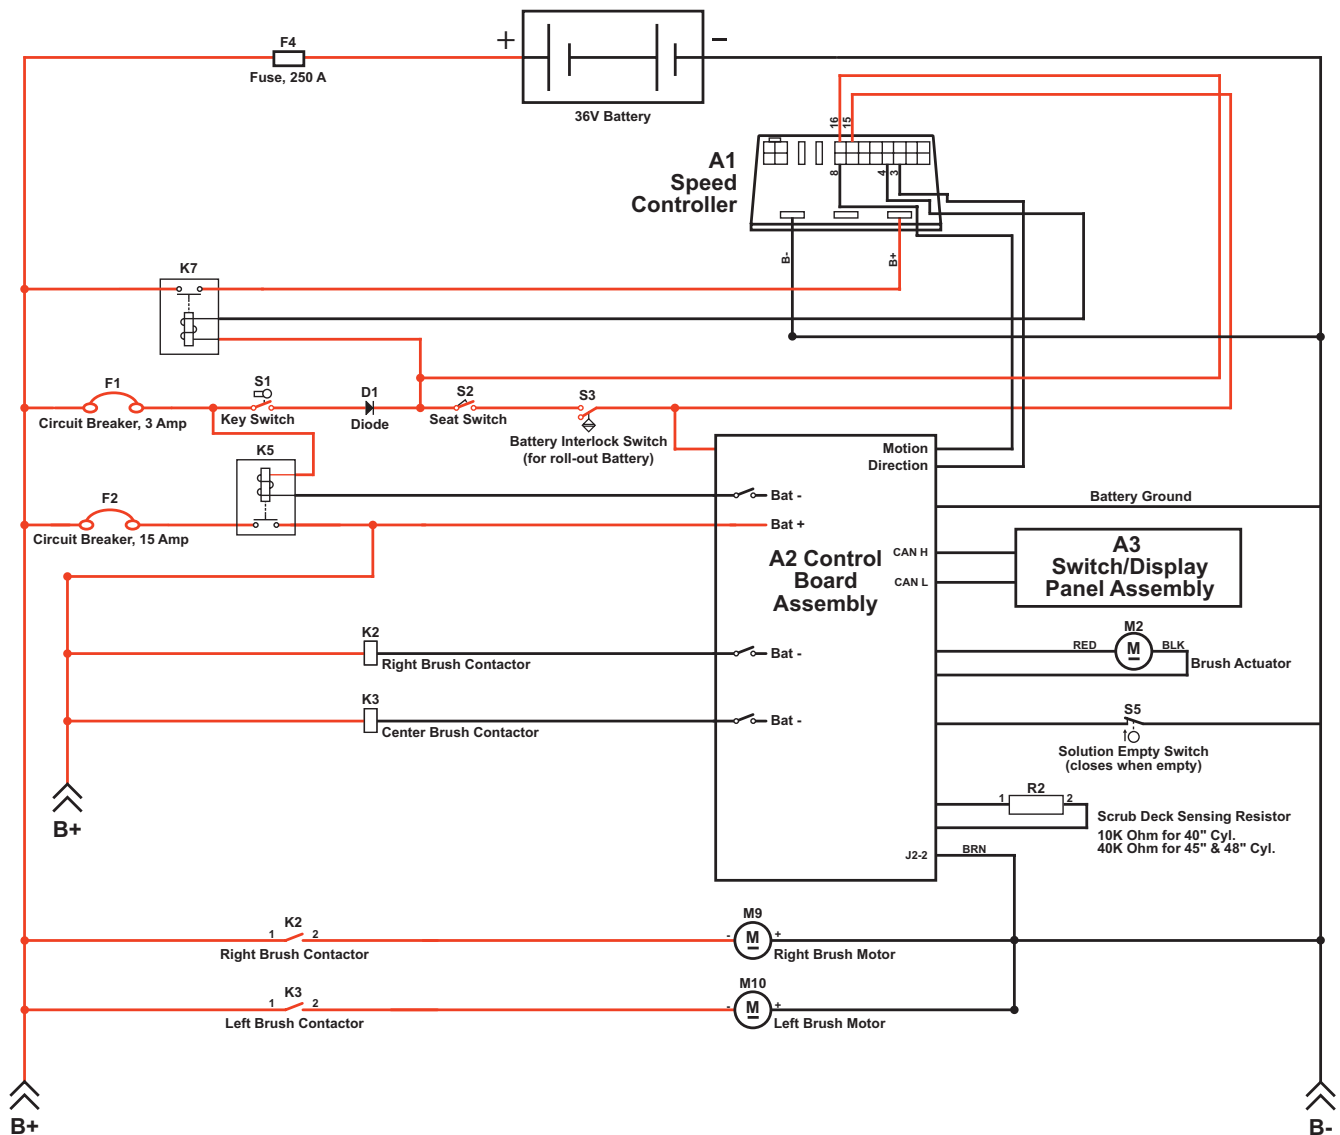 F4
Fuse, 250 A
+
−
36V Battery
16
15
A1
Speed
Controller
8
4
3
B-
B+
K7
F1
Circuit Breaker, 3 Amp
S1
Key Switch
D1
Diode
S2
Seat Switch
S3
Battery Interlock Switch
(for roll-out Battery)
K5
F2
Circuit Breaker, 15 Amp
Motion
Direction
Bat -
Bat +
Battery Ground
A2 Control
Board
Assembly
CAN H
CAN L
A3
Switch/Display
Panel Assembly
K2
Right Brush Contactor
Bat -
M2
RED
M
BLK
Brush Actuator
K3
Center Brush Contactor
Bat -
S5
Solution Empty Switch
(closes when empty)
B+
R2
1
2
Scrub Deck Sensing Resistor
10K Ohm for 40" Cyl.
40K Ohm for 45" & 48" Cyl.
J2-2
BRN
K2
1
2
Right Brush Contactor
M9
-
M
+
Right Brush Motor
K3
1
2
Left Brush Contactor
M10
-
M
+
Left Brush Motor
B+
B-